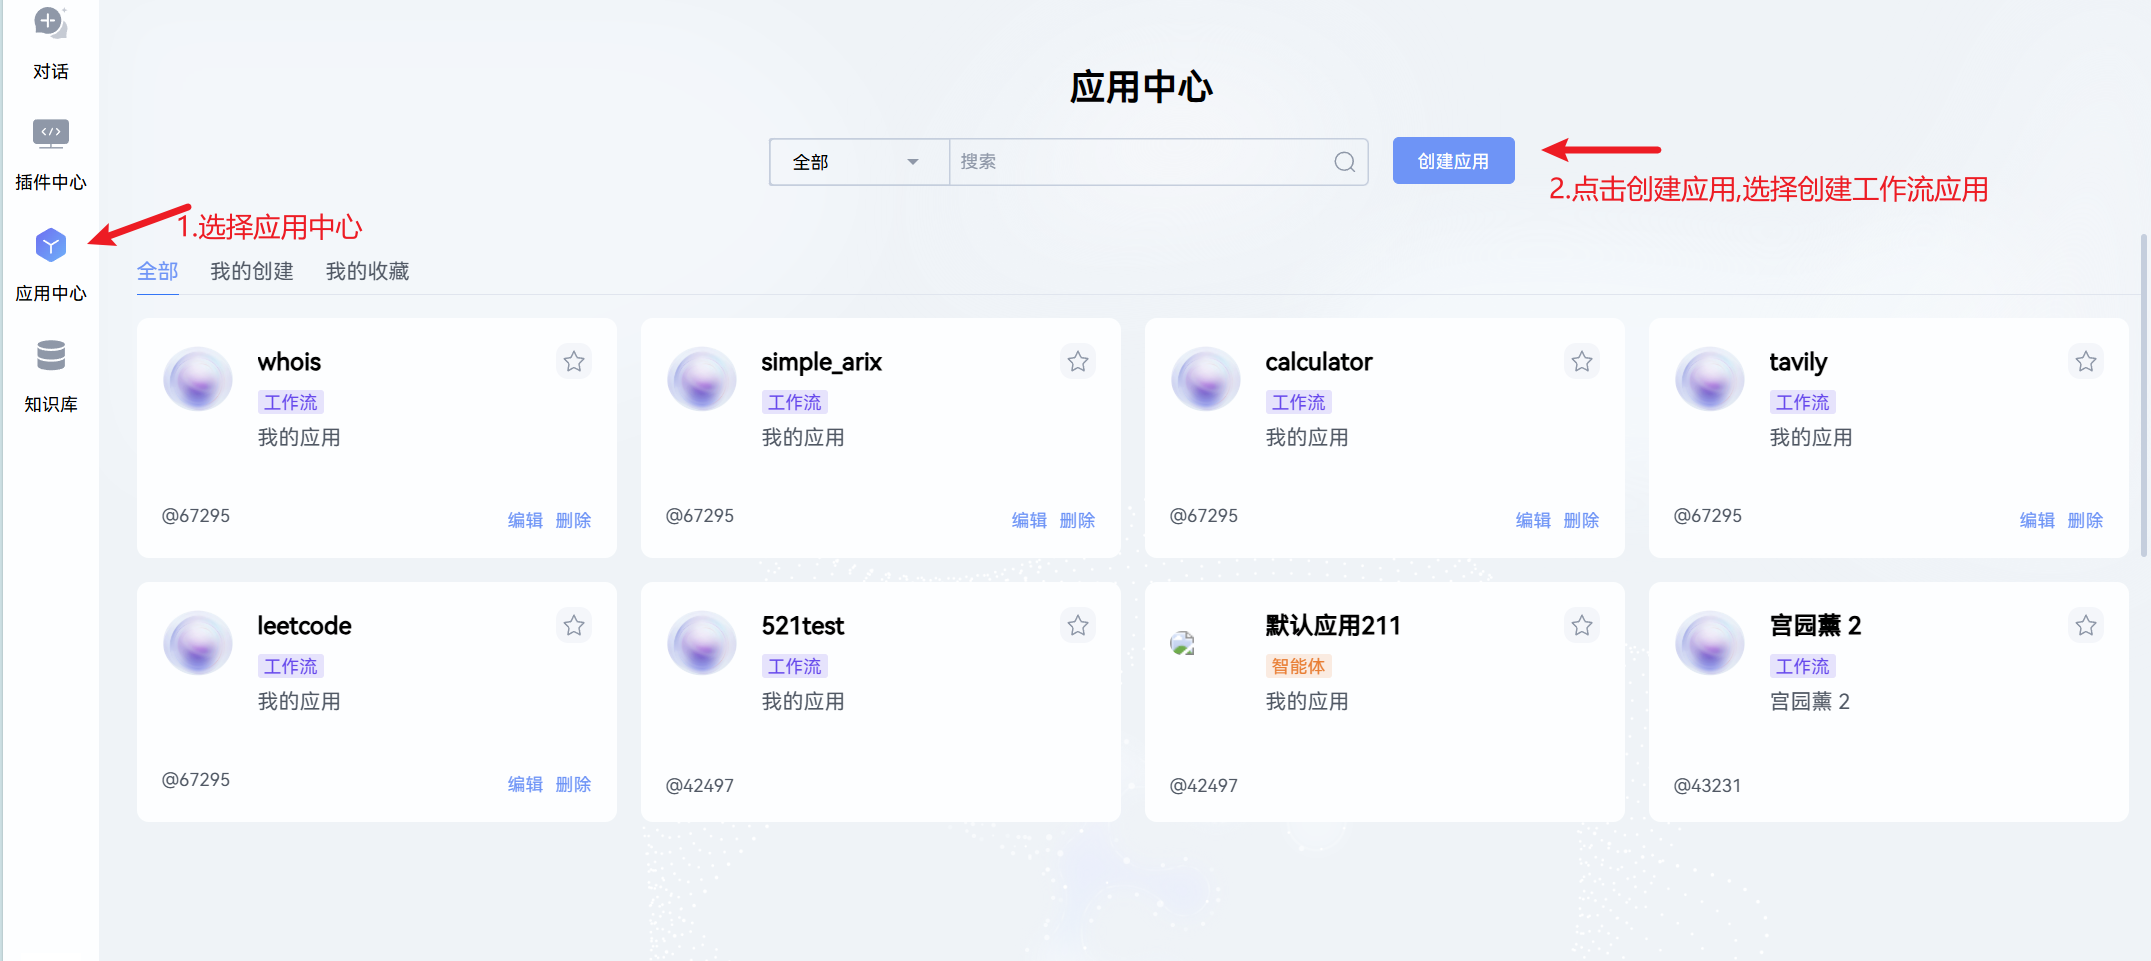 对话
插件中心
应用中心
知识库
应用中心
全部
搜索
创建应用
1.选择应用中心
2.点击创建应用,选择创建工作流应用
全部 我的创建 我的收藏
whois
工作流
我的应用
@67295
编辑 删除
simple_arix
工作流
我的应用
@67295
编辑 删除
calculator
工作流
我的应用
@67295
编辑 删除
tavily
工作流
我的应用
@67295
编辑 删除
leetcode
工作流
我的应用
@67295
编辑 删除
521test
工作流
我的应用
@42497
默认应用211
智能体
我的应用
@42497
宫园薰 2
工作流
宫园薰 2
@43231